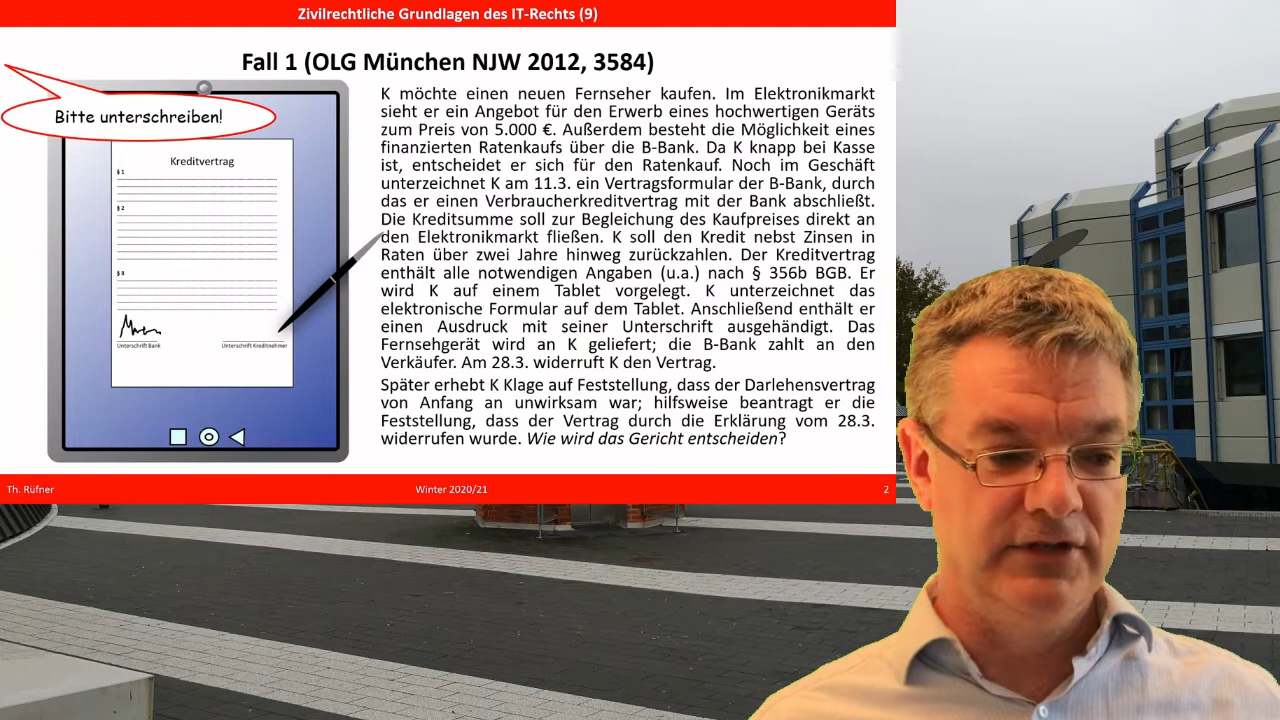 Zivilrechtliche Grundlagen des IT-Rechts (9)
Fall 1 (OLG München NJW 2012, 3584)
Bitte unterschreiben!
Kreditvertrag
§ 1
§ 2
§ 3
Unterschrift Bank
Unterschrift Kreditnehmer
K möchte einen neuen Fernseher kaufen. Im Elektronikmarkt
sieht er ein Angebot für den Erwerb eines hochwertigen Geräts
zum Preis von 5.000 €. Außerdem besteht die Möglichkeit eines
finanzierten Ratenkaufs über die B-Bank. Da K knapp bei Kasse
ist, entscheidet er sich für den Ratenkauf. Noch im Geschäft
unterzeichnet K am 11.3. ein Vertragsformular der B-Bank, durch
das er einen Verbraucherkreditvertrag mit der Bank abschließt.
Die Kreditsumme soll zur Begleichung des Kaufpreises direkt an
den Elektronikmarkt fließen. K soll den Kredit nebst Zinsen in
Raten über zwei Jahre hinweg zurückzahlen. Der Kreditvertrag
enthält alle notwendigen Angaben (u.a.) nach § 356b BGB. Er
wird K auf einem Tablet vorgelegt. K unterzeichnet das
elektronische Formular auf dem Tablet. Anschließend enthält er
einen Ausdruck mit seiner Unterschrift ausgehändigt. Das
Fernsehgerät wird an K geliefert; die B-Bank zahlt an den
Verkäufer. Am 28.3. widerruft K den Vertrag.
Später erhebt K Klage auf Feststellung, dass der Darlehensvertrag
von Anfang an unwirksam war; hilfsweise beantragt er die
Feststellung, dass der Vertrag durch die Erklärung vom 28.3.
widerrufen wurde. Wie wird das Gericht entscheiden?
Th. Rüfner
Winter 2020/21
2